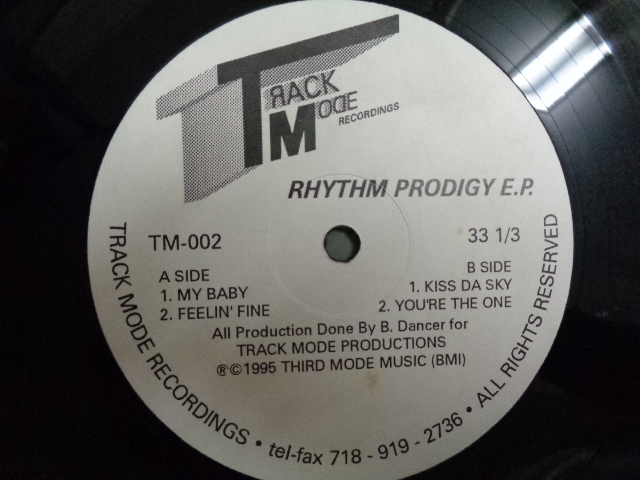 TRACK
MODE
RECORDINGS
RHYTHM PRODIGY E.P.
TM-002
33 1/3
A SIDE
1. MY BABY
2. FEELIN' FINE
B SIDE
1. KISS DA SKY
2. YOU'RE THE ONE
All Production Done By B. Dancer for
TRACK MODE PRODUCTIONS
℗©1995 THIRD MODE MUSIC (BMI)
TRACK MODE RECORDINGS • tel-fax 718 - 919 - 2736 • ALL RIGHTS RESERVED